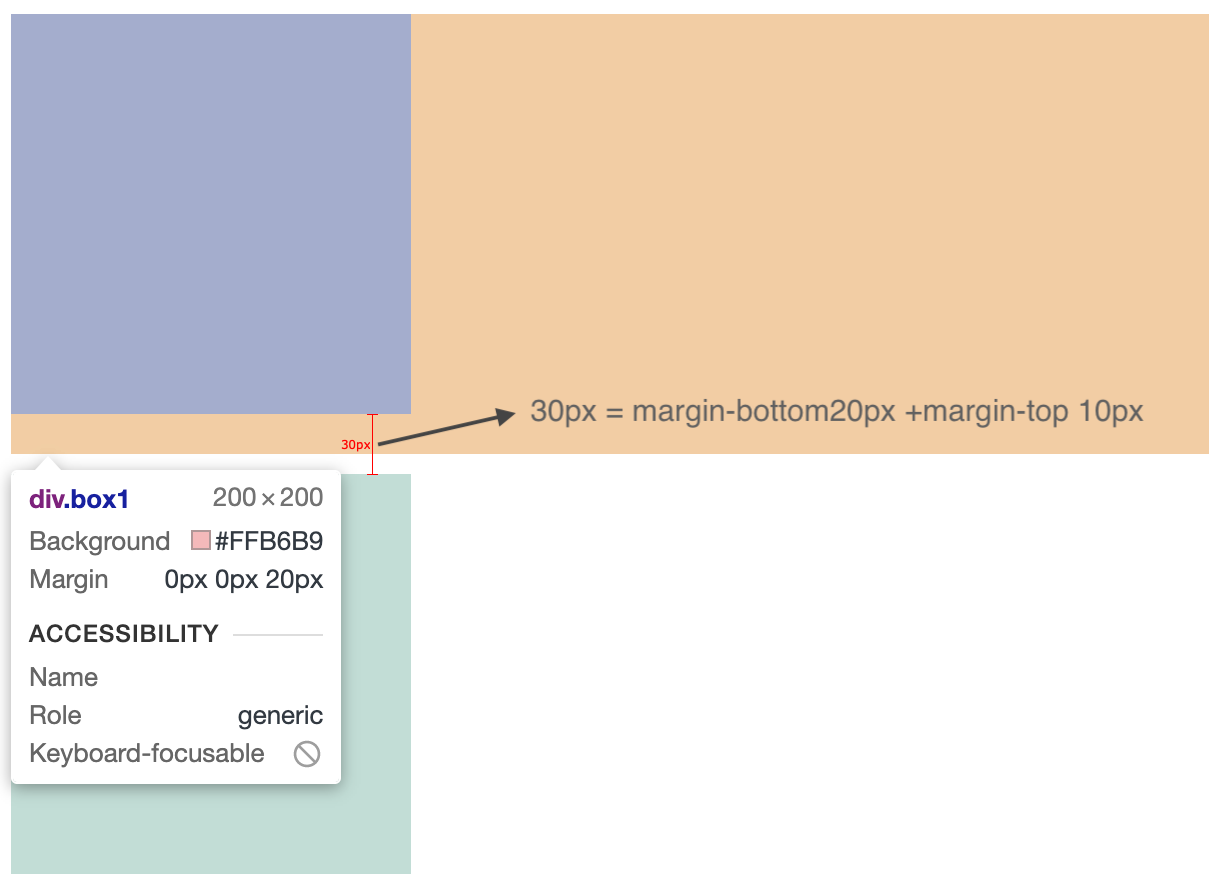 30px = margin-bottom20px +margin-top 10px
30px
div.box1 200 × 200
Background #FFB6B9
Margin 0px 0px 20px
ACCESSIBILITY
Name
Role generic
Keyboard-focusable